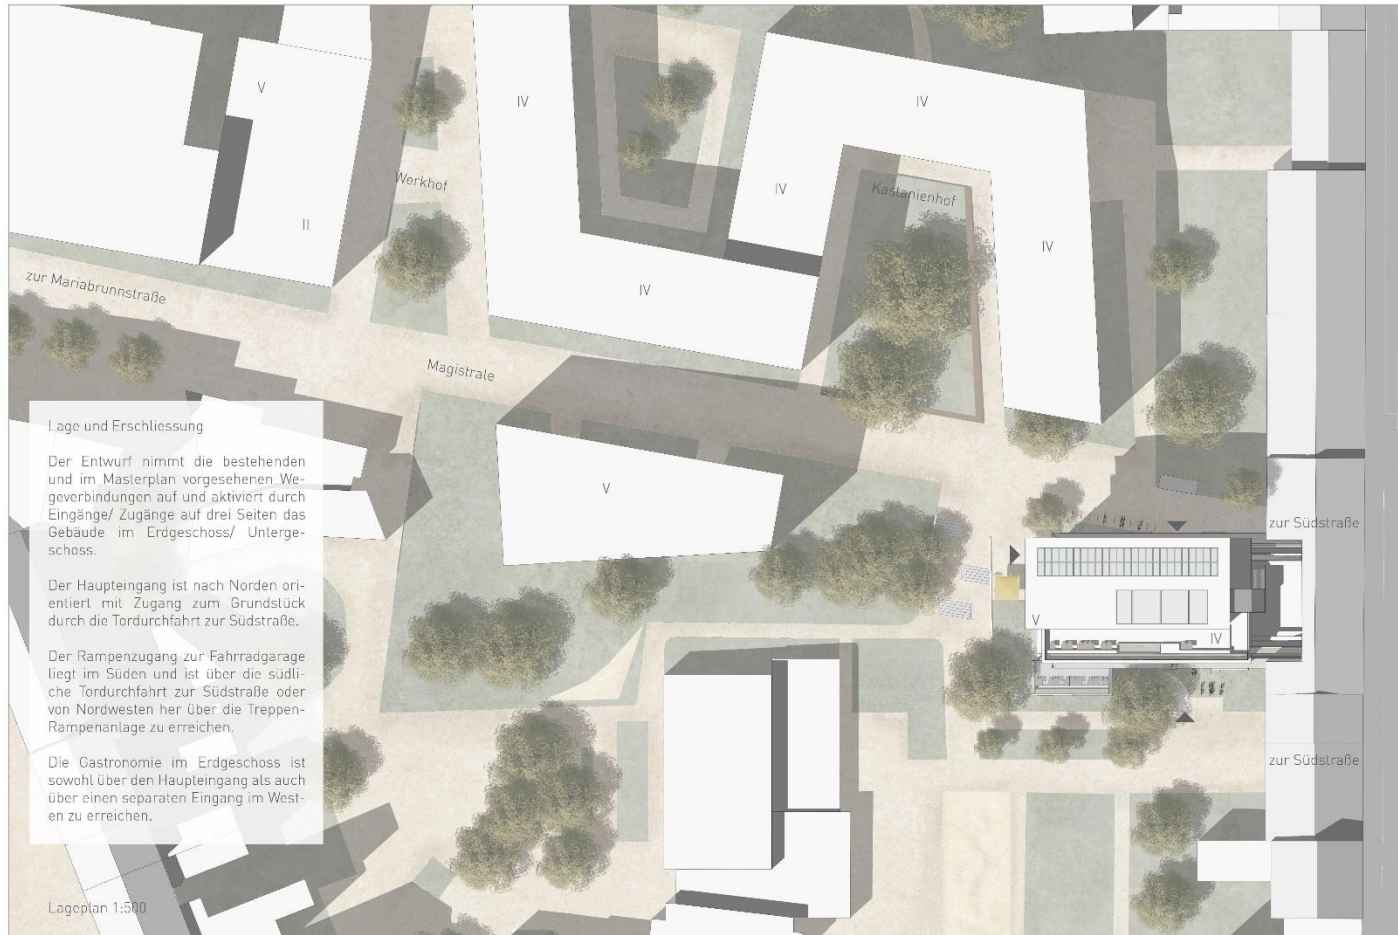 V
IV
IV
Werkhof
IV
Kastanienhof
II
IV
zur Mariabrunnstraße
IV
Magistrale
Lage und Erschliessung
Der Entwurf nimmt die bestehenden
und im Masterplan vorgesehenen We-
geverbindungen auf und aktiviert durch
Eingänge/ Zugänge auf drei Seiten das
Gebäude im Erdgeschoss/ Unterge-
schoss.
Der Haupteingang ist nach Norden ori-
entiert mit Zugang zum Grundstück
durch die Tordurchfahrt zur Südstraße.
Der Rampenzugang zur Fahrradgarage
liegt im Süden und ist über die südli-
che Tordurchfahrt zur Südstraße oder
von Nordwesten her über die Treppen-
Rampenanlage zu erreichen.
Die Gastronomie im Erdgeschoss ist
sowohl über den Haupteingang als auch
über einen separaten Eingang im West-
en zu erreichen.
V
zur Südstraße
V
IV
zur Südstraße
Lageplan 1:500